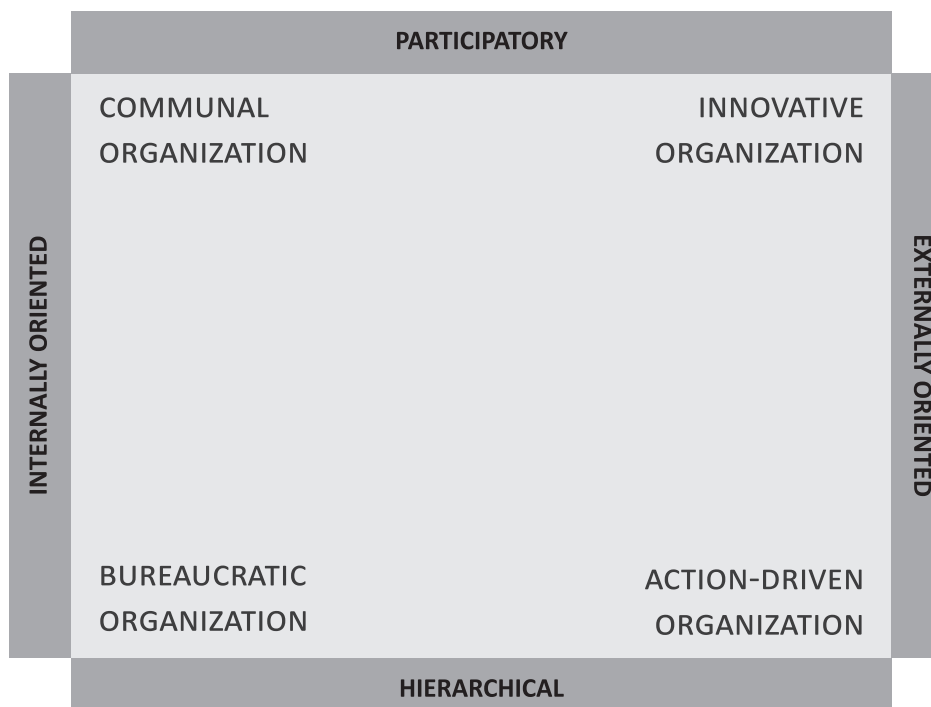 PARTICIPATORY
COMMUNAL
ORGANIZATION
INNOVATIVE
ORGANIZATION
INTERNALLY ORIENTED
EXTERNALLY ORIENTED
BUREAUCRATIC
ORGANIZATION
ACTION-DRIVEN
ORGANIZATION
HIERARCHICAL